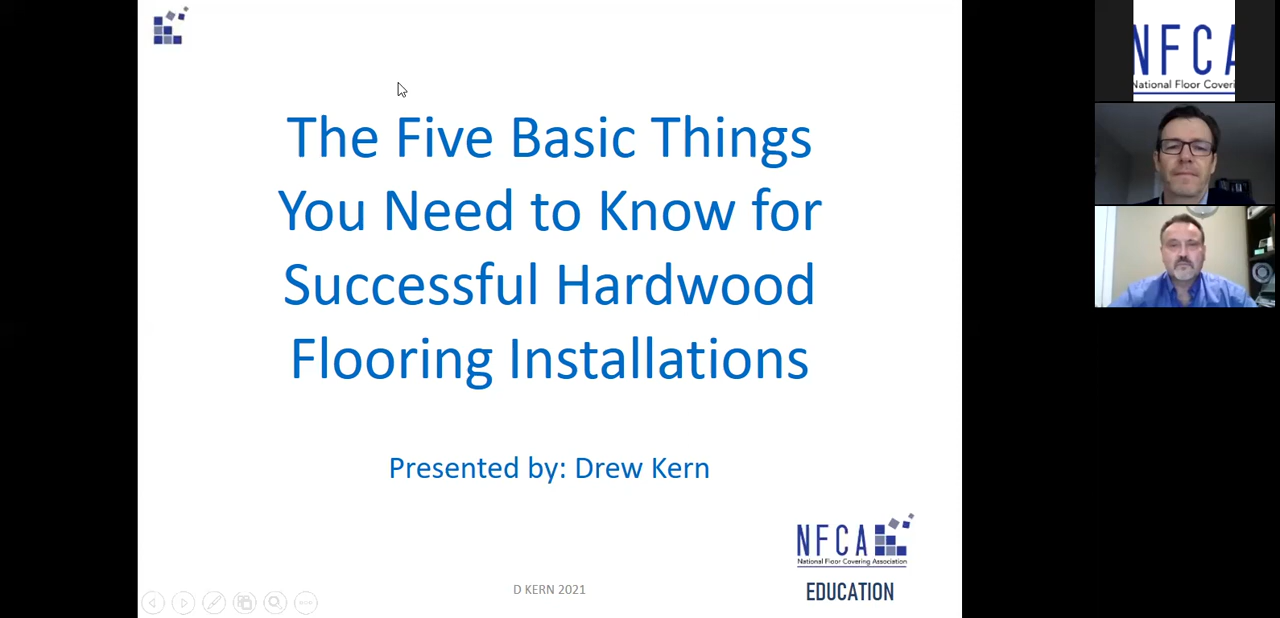 The Five Basic Things
You Need to Know for
Successful Hardwood
Flooring Installations
Presented by: Drew Kern
NFCA
National Floor Covering Association
EDUCATION
D KERN 2021
NFCA
National Floor Coveri